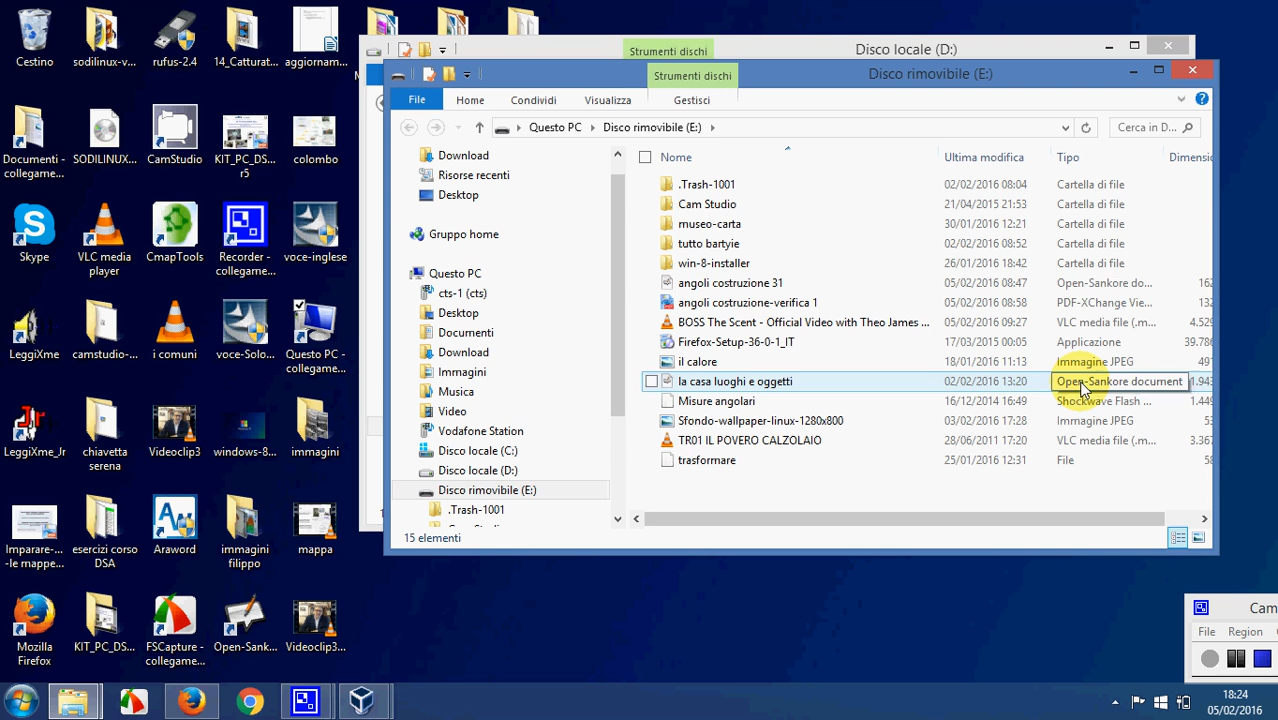 Cestino
sodilinux-v...
rufus-2.4
14_Catturat...
aggiornam...
Documenti -
collegame...
SODILINUX...
CamStudio
KIT_PC_DS...
r5
colombo
Skype
VLC media
player
CmapTools
Recorder -
collegame...
voce-inglese
LeggiXme
camstudio-...
i comuni
voce-Solo...
Questo PC -
collegame...
LeggiXme_Jr
chiavetta
serena
Videoclip3
windows-8...
immagini
Imparare-...
-le mappe...
esercizi corso
DSA
Araword
immagini
filippo
mappa
Mozilla
Firefox
KIT_PC_DS...
FSCapture -
collegame...
Open-Sank...
Videoclip3...
Strumenti dischi
Disco locale (D:)
Strumenti dischi
Disco rimovibile (E:)
File
Home
Condividi
Visualizza
Gestisci
Questo PC
Disco rimovibile (E:)
Cerca in D...
Download
Risorse recenti
Desktop
Gruppo home
Questo PC
cts-1 (cts)
Desktop
Documenti
Download
Immagini
Musica
Video
Vodafone Station
Disco locale (C:)
Disco locale (D:)
Disco rimovibile (E:)
.Trash-1001
Nome Ultima modifica Tipo Dimensio
.Trash-1001 02/02/2016 08:04 Cartella di file
Cam Studio 21/04/2015 21:53 Cartella di file
museo-carta 30/01/2016 12:21 Cartella di file
tutto bartyie 02/02/2016 08:52 Cartella di file
win-8-installer 26/01/2016 18:42 Cartella di file
angoli costruzione 31 05/02/2016 08:47 Open-Sankore do... 162
angoli costruzione-verifica 1 05/02/2016 08:58 PDF-XChange Vie... 132
BOSS The Scent - Official Video with Theo James ... 05/02/2016 09:27 VLC media file (.m... 4.529
Firefox-Setup-36-0-1_IT 17/03/2015 00:05 Applicazione 39.786
il calore 18/01/2016 11:13 Immagine JPEG 491
la casa luoghi e oggetti 02/02/2016 13:20 Open-Sankore document 1.943
Misure angolari 16/12/2014 16:49 Shockwave Flash ... 1.449
Sfondo-wallpaper-linux-1280x800 03/02/2016 17:28 Immagine JPEG 53
TR01 IL POVERO CALZOLAIO 28/06/2011 17:20 VLC media file (.m... 3.367
trasformare 25/01/2016 12:31 File 58
15 elementi
Cam
File
Region
18:24
05/02/2016